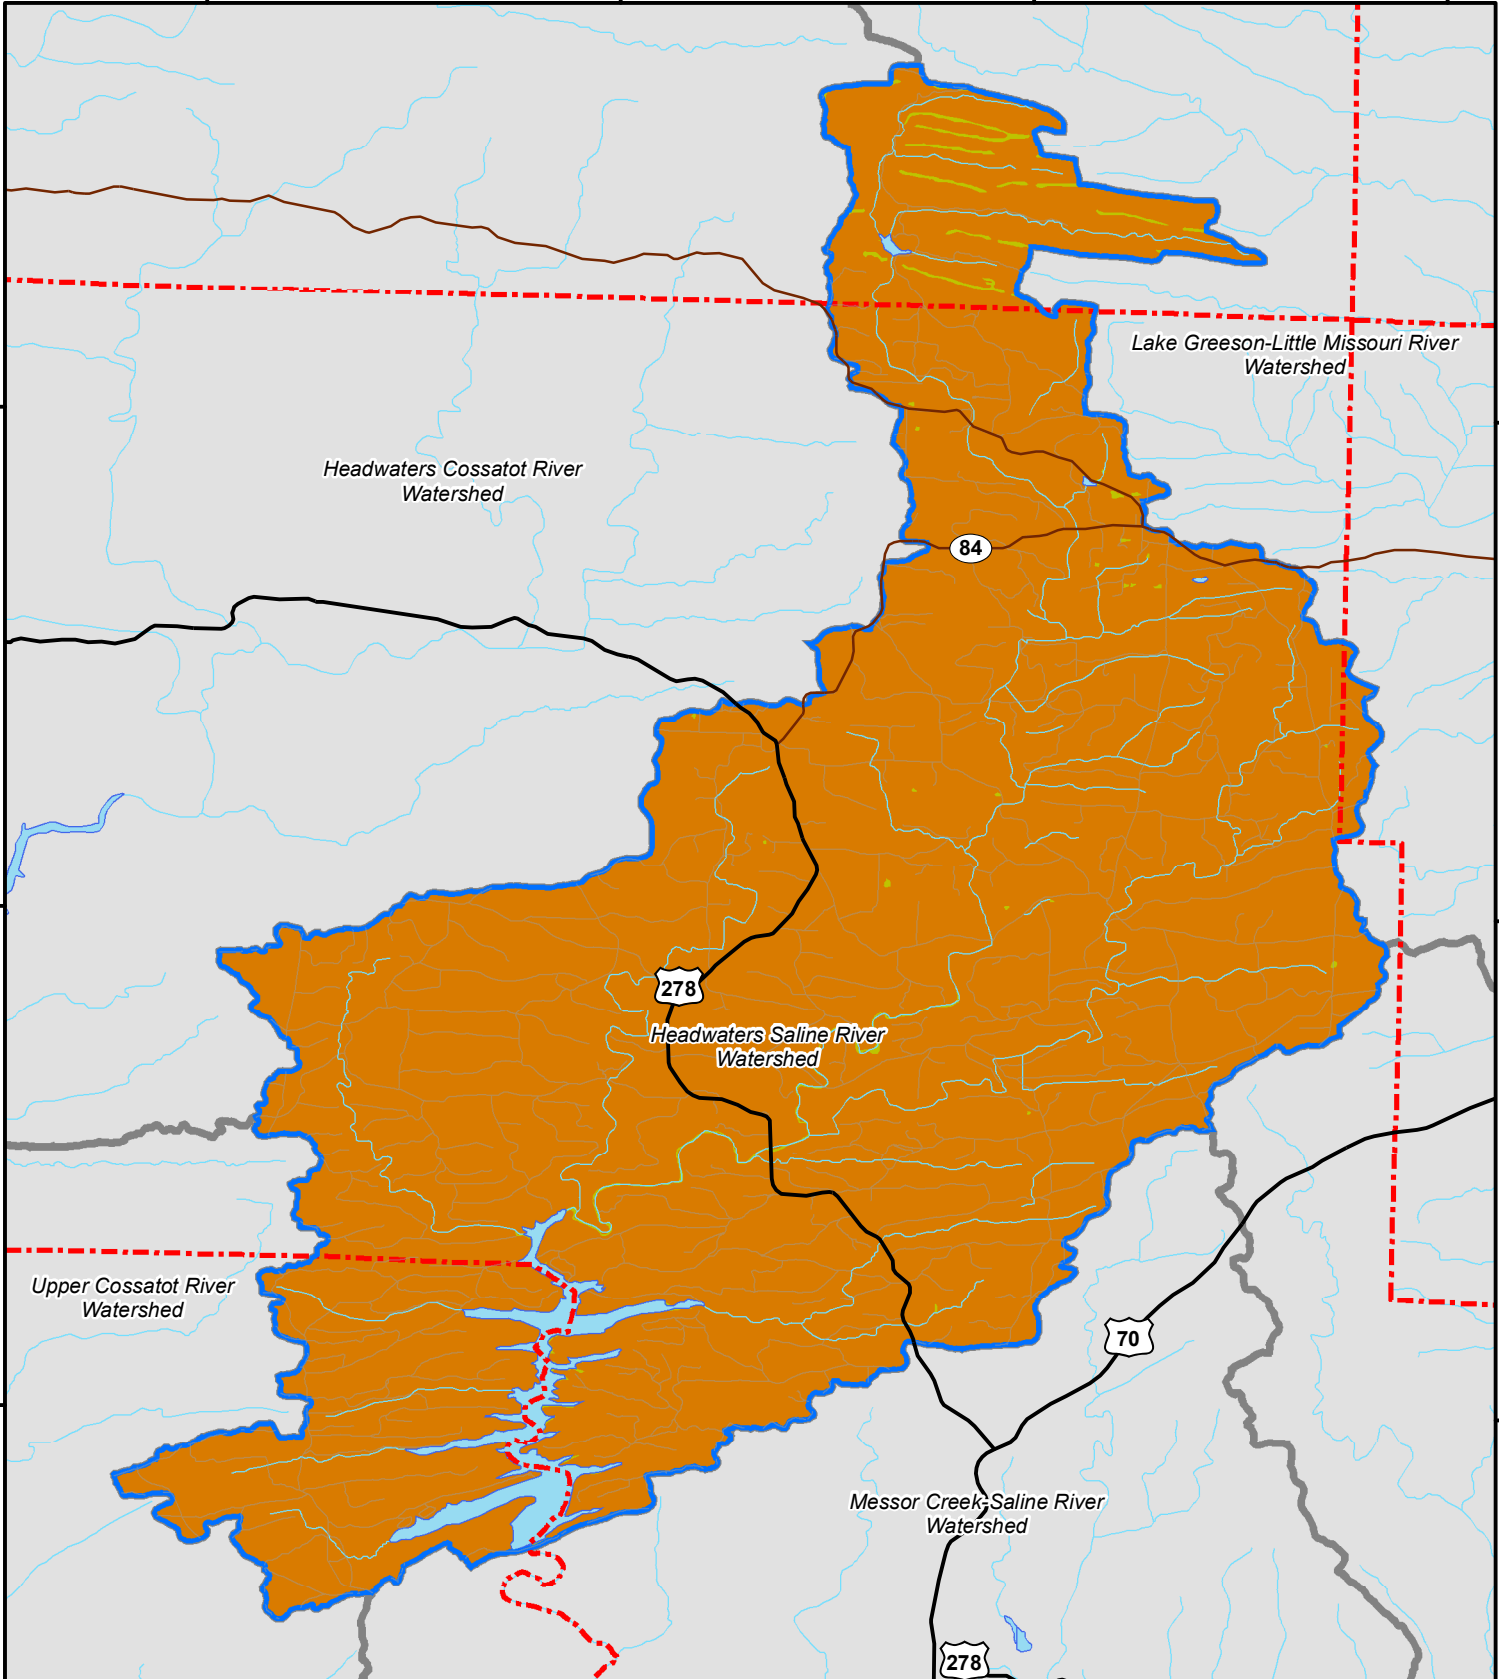 Lake Greeson-Little Missouri River
Watershed
Headwaters Cossatot River
Watershed
84
278
Headwaters Saline River
Watershed
Upper Cossatot River
Watershed
70
Messor Creek-Saline River
Watershed
278